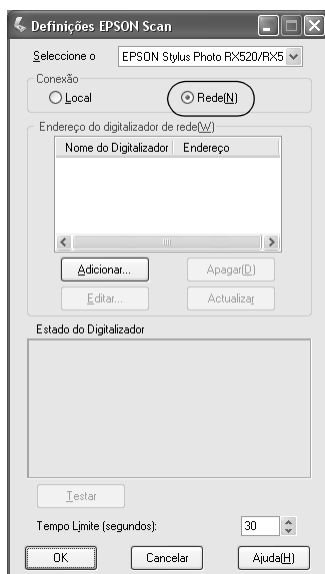 Definições EPSON Scan
Seleccione o EPSON Stylus Photo RX520/RX5
Conexão
Local Rede(N)
Endereço do digitalizador de rede(W)
Nome do Digitalizador Endereço
Adicionar... Apagar(D)
Editar... Actualizar
Estado do Digitalizador
Testar
Tempo Limite (segundos): 30
OK Cancelar Ajuda(H)